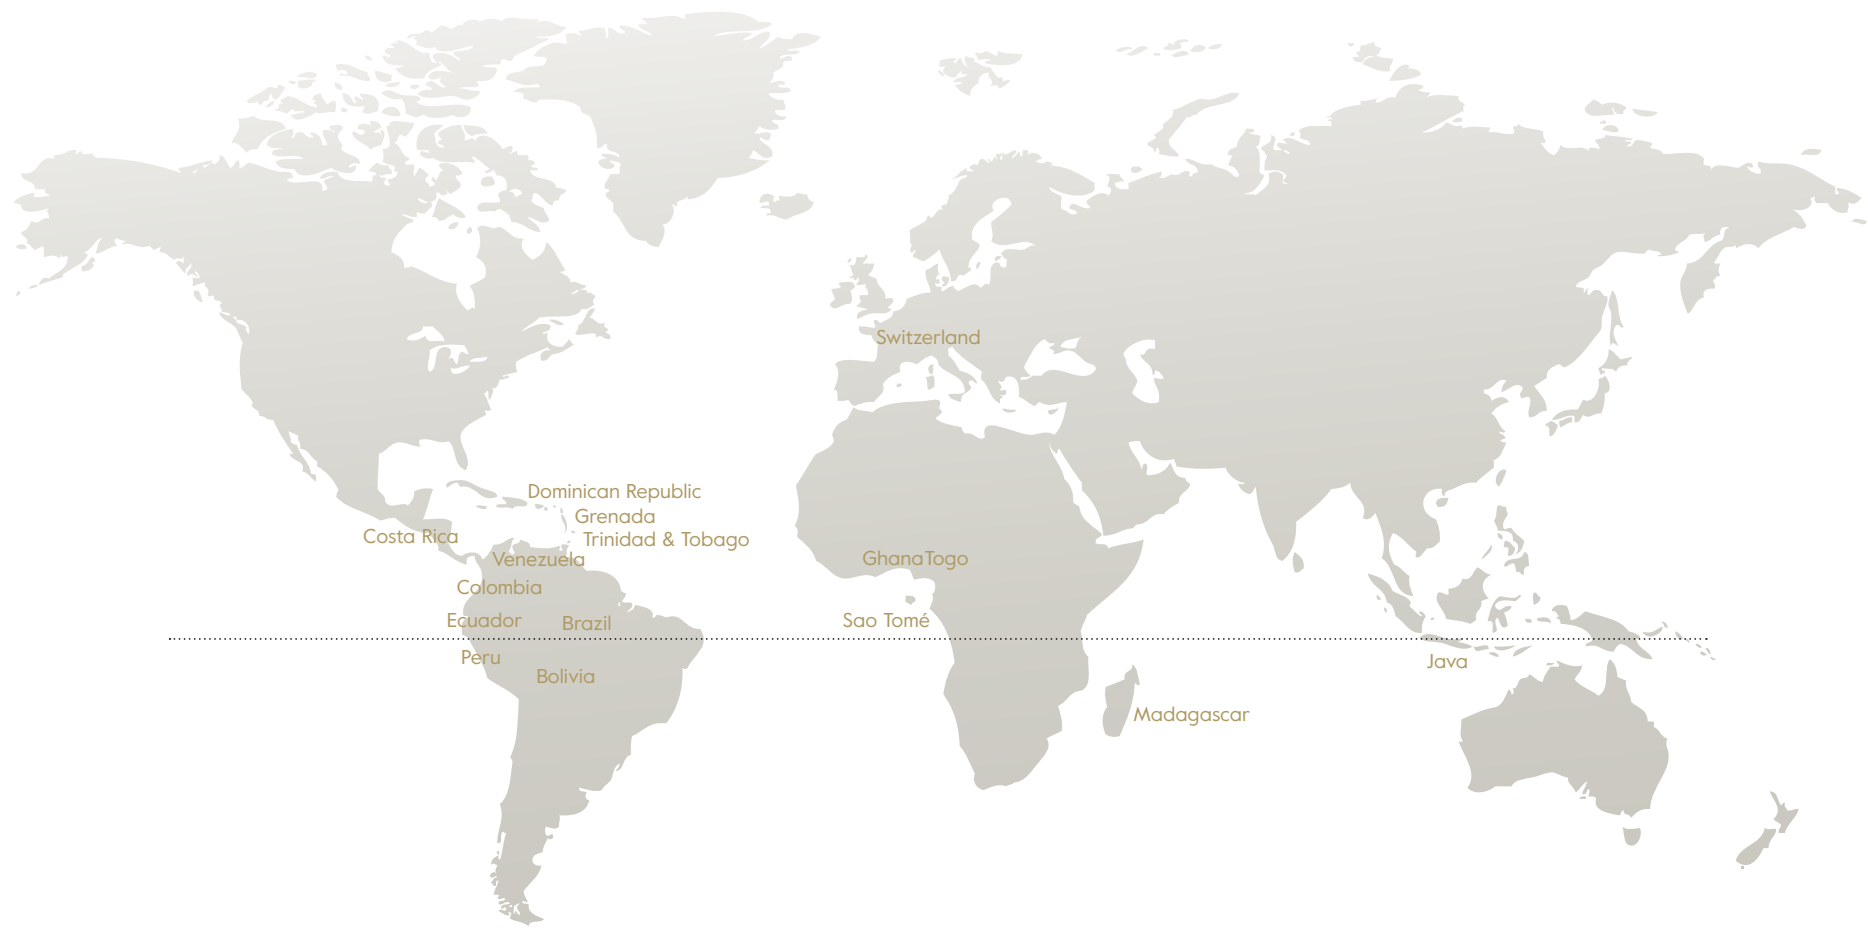 Switzerland
Dominican Republic
Grenada
Costa Rica
Trinidad & Tobago
Venezuela
GhanaTogo
Colombia
Ecuador
Brazil
Sao Tomé
Peru
Java
Bolivia
Madagascar